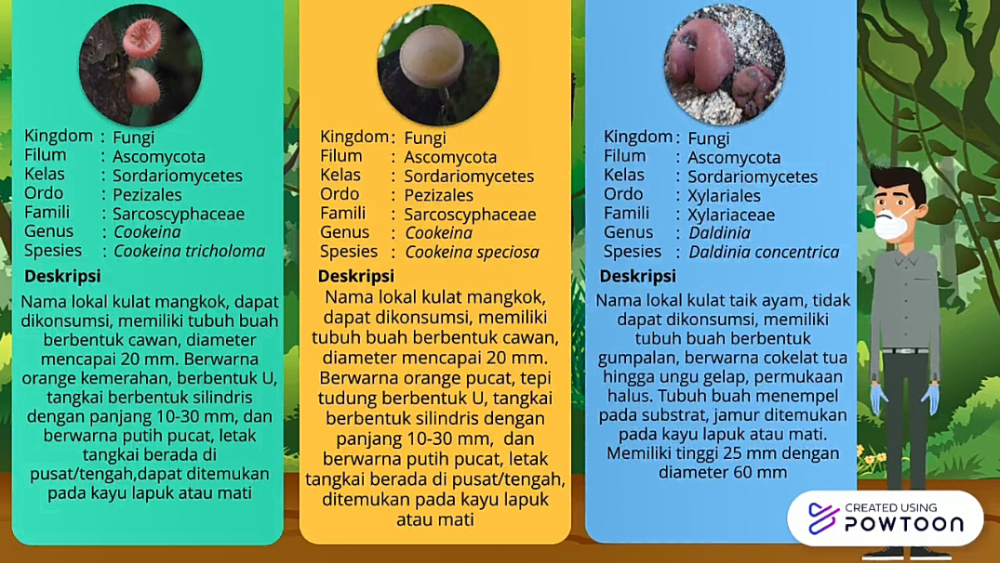 Kingdom : Fungi
Filum : Ascomycota
Kelas : Sordariomycetes
Ordo : Pezizales
Famili : Sarcoscyphaceae
Genus : Cookeina
Spesies : Cookeina tricholoma
Deskripsi
Nama lokal kulat mangkok, dapat
dikonsumsi, memiliki tubuh buah
berbentuk cawan, diameter
mencapai 20 mm. Berwarna
orange kemerahan, berbentuk U,
tangkai berbentuk silindris
dengan panjang 10-30 mm, dan
berwarna putih pucat, letak
tangkai berada di
pusat/tengah,dapat ditemukan
pada kayu lapuk atau mati
Kingdom : Fungi
Filum : Ascomycota
Kelas : Sordariomycetes
Ordo : Pezizales
Famili : Sarcoscyphaceae
Genus : Cookeina
Spesies : Cookeina speciosa
Deskripsi
Nama lokal kulat mangkok,
dapat dikonsumsi, memiliki
tubuh buah berbentuk cawan,
diameter mencapai 20 mm.
Berwarna orange pucat, tepi
tudung berbentuk U, tangkai
berbentuk silindris dengan
panjang 10-30 mm, dan
berwarna putih pucat, letak
tangkai berada di pusat/tengah,
ditemukan pada kayu lapuk
atau mati
Kingdom : Fungi
Filum : Ascomycota
Kelas : Sordariomycetes
Ordo : Xylariales
Famili : Xylariaceae
Genus : Daldinia
Spesies : Daldinia concentrica
Deskripsi
Nama lokal kulat taik ayam, tidak
dapat dikonsumsi, memiliki
tubuh buah berbentuk
gumpalan, berwarna cokelat tua
hingga ungu gelap, permukaan
halus. Tubuh buah menempel
pada substrat, jamur ditemukan
pada kayu lapuk atau mati.
Memiliki tinggi 25 mm dengan
diameter 60 mm
CREATED USING
POWTOON